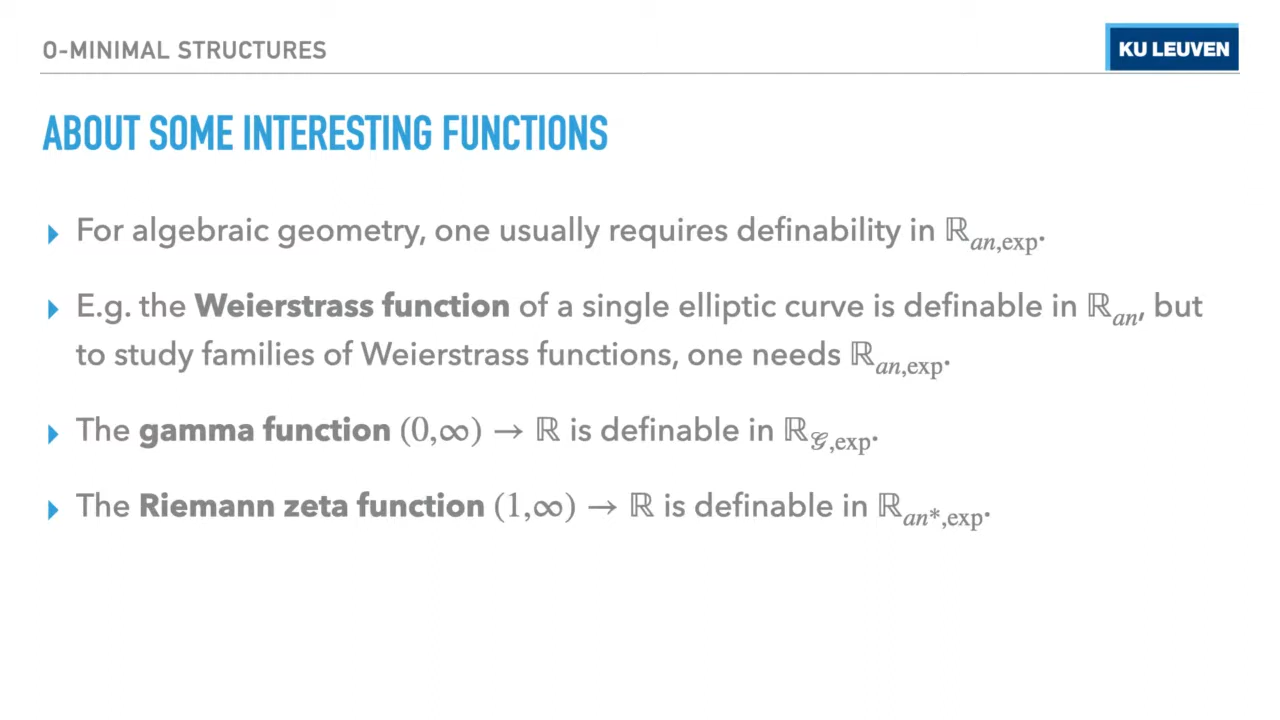 O-MINIMAL STRUCTURES
KU LEUVEN
ABOUT SOME INTERESTING FUNCTIONS
▸ For algebraic geometry, one usually requires definability in ℝ_{an,exp}.
▸ E.g. the Weierstrass function of a single elliptic curve is definable in ℝ_{an}, but
to study families of Weierstrass functions, one needs ℝ_{an,exp}.
▸ The gamma function (0,∞) → ℝ is definable in ℝ_{𝒢,exp}.
▸ The Riemann zeta function (1,∞) → ℝ is definable in ℝ_{an*,exp}.